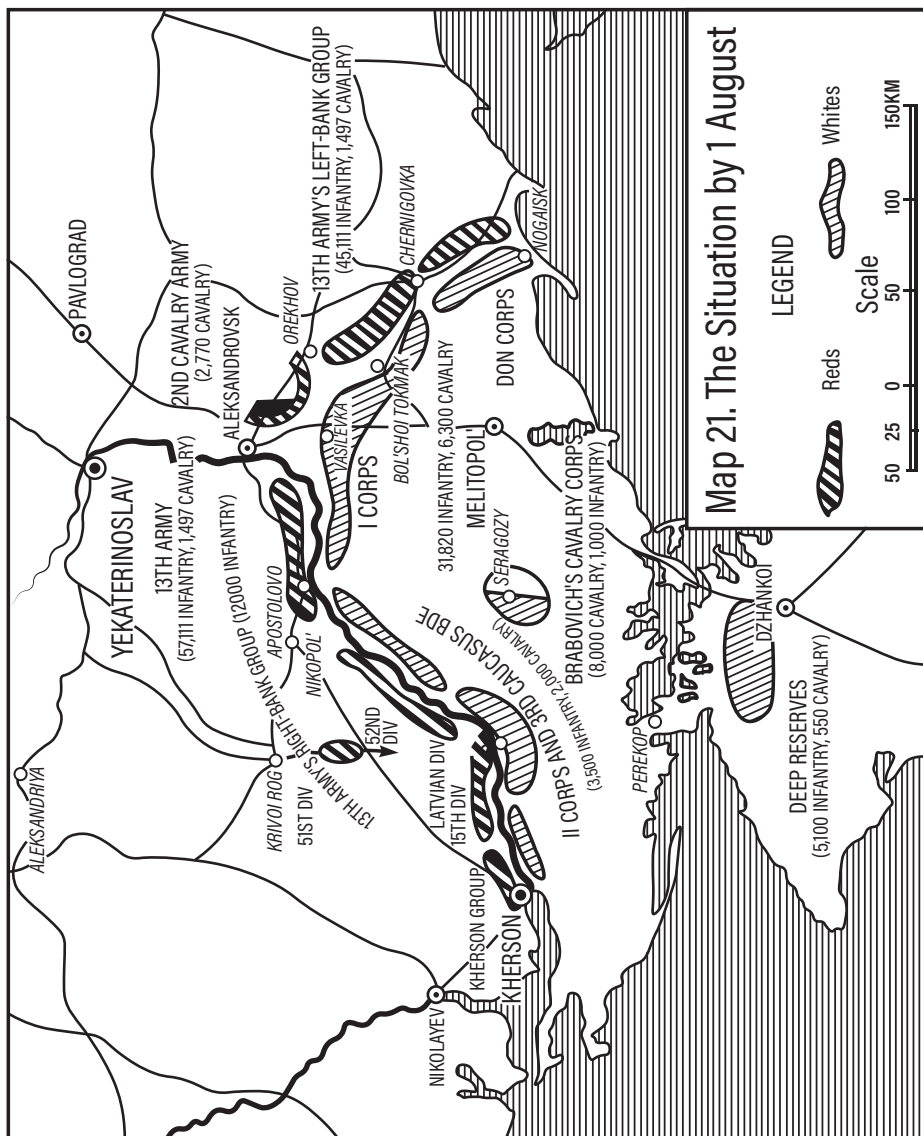 PAVLOGRAD
2ND CAVALRY ARMY
(2,770 CAVALRY)
ALEKSANDROVSK
OREKHOV
13TH ARMY'S LEFT-BANK GROUP
(45,111 INFANTRY, 1,497 CAVALRY)
CHERNIGOVKA
NOGAISK
YEKATERINOSLAV
13TH ARMY
(57,111 INFANTRY, 1,497 CAVALRY)
VASILEVKA
BOL'SHOI TOKMAK
I CORPS
31,820 INFANTRY, 6,300 CAVALRY
MELITOPOL
DON CORPS
ALEKSANDRIYA
KRIVOI ROG
51ST DIV
52ND
DIV
13TH ARMY'S RIGHT-BANK GROUP (12000 INFANTRY)
APOSTOLOVO
NIKOPOL'
LATVIAN DIV
15TH DIV
II CORPS AND 3RD CAUCASUS BDE
(3,500 INFANTRY, 2,000 CAVALRY)
SERAGOZY
BRABOVICH'S CAVALRY CORPS
(8,000 CAVALRY, 1,000 INFANTRY)
NIKOLAYEV
KHERSON GROUP
KHERSON
PEREKOP
DZHANKOI
DEEP RESERVES
(5,100 INFANTRY, 550 CAVALRY)
Map 21. The Situation by 1 August
LEGEND
Reds
Whites
Scale
50 25 0 50 100 150KM